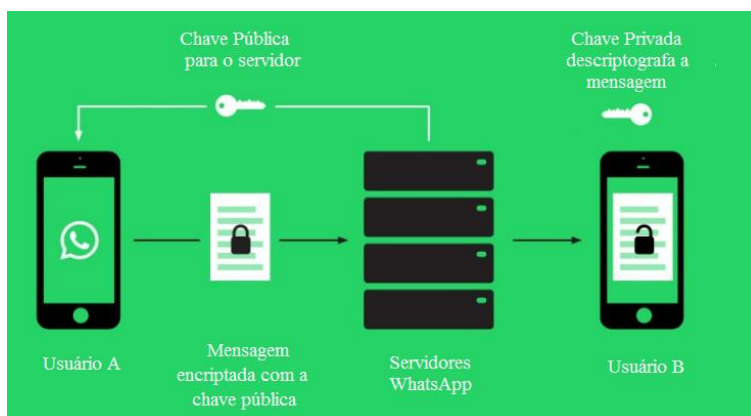 Chave Pública
para o servidor
Chave Privada
descriptografa a
mensagem
Usuário A
Mensagem
encriptada com a
chave pública
Servidores
WhatsApp
Usuário B